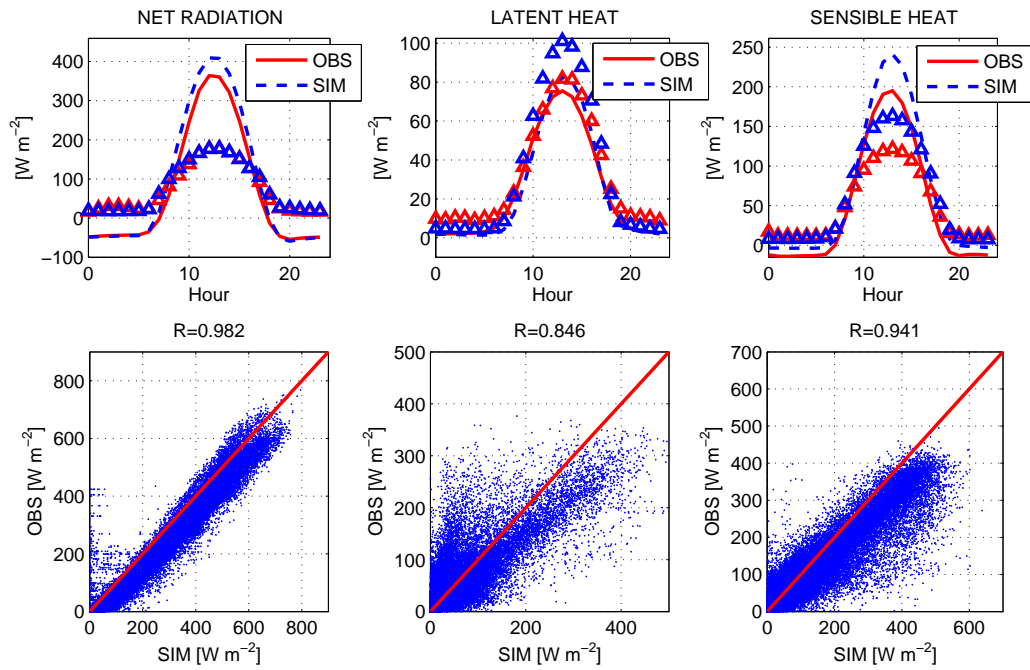 NET RADIATION
LATENT HEAT
SENSIBLE HEAT
[W m⁻²]
400
300
200
100
0
−100
0
10
20
Hour
OBS
SIM
[W m⁻²]
100
80
60
40
20
0
0
10
20
Hour
OBS
SIM
[W m⁻²]
250
200
150
100
50
0
0
10
20
Hour
OBS
SIM
R=0.982
OBS [W m⁻²]
800
600
400
200
0
0
200
400
600
800
SIM [W m⁻²]
R=0.846
OBS [W m⁻²]
500
400
300
200
100
0
0
200
400
SIM [W m⁻²]
R=0.941
OBS [W m⁻²]
700
600
500
400
300
200
100
0
0
200
400
600
SIM [W m⁻²]